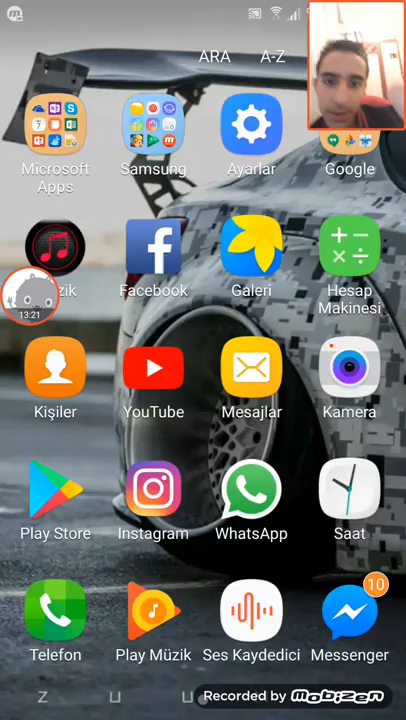 ARA A-Z
Microsoft Apps
Samsung
Ayarlar
Google
Facebook
Galeri
Hesap Makinesi
13:21
Kişiler
YouTube
Mesajlar
Kamera
Play Store
Instagram
WhatsApp
Saat
10
Telefon
Play Müzik
Ses Kaydedici
Messenger
Recorded by Mobizen